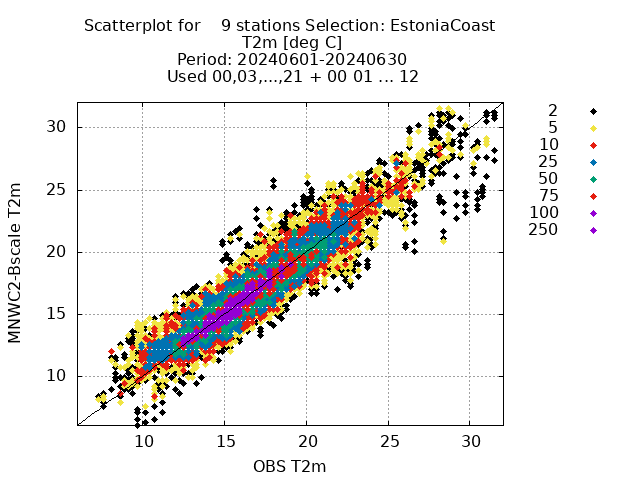 Scatterplot for    9 stations Selection: EstoniaCoast
T2m [deg C]
Period: 20240601-20240630
Used 00,03,...,21 + 00 01 ... 12
2
5
10
25
50
75
100
250
MNWC2-Bscale T2m
30
25
20
15
10
10 15 20 25 30
OBS T2m